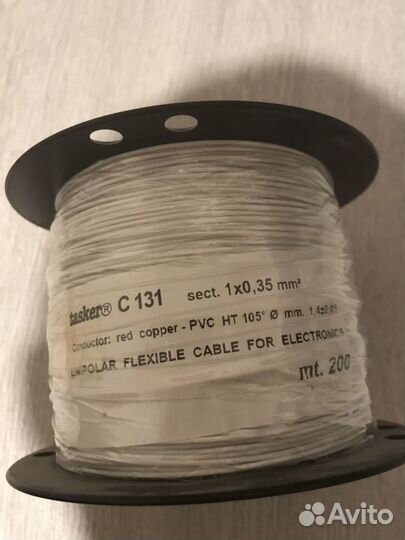 tasker® C 131 sect. 1x0,35 mm²
Conductor: red copper - PVC HT 105° Ø mm. 1,4±0,05
UNIPOLAR FLEXIBLE CABLE FOR ELECTRONICS
mt. 200
Avito